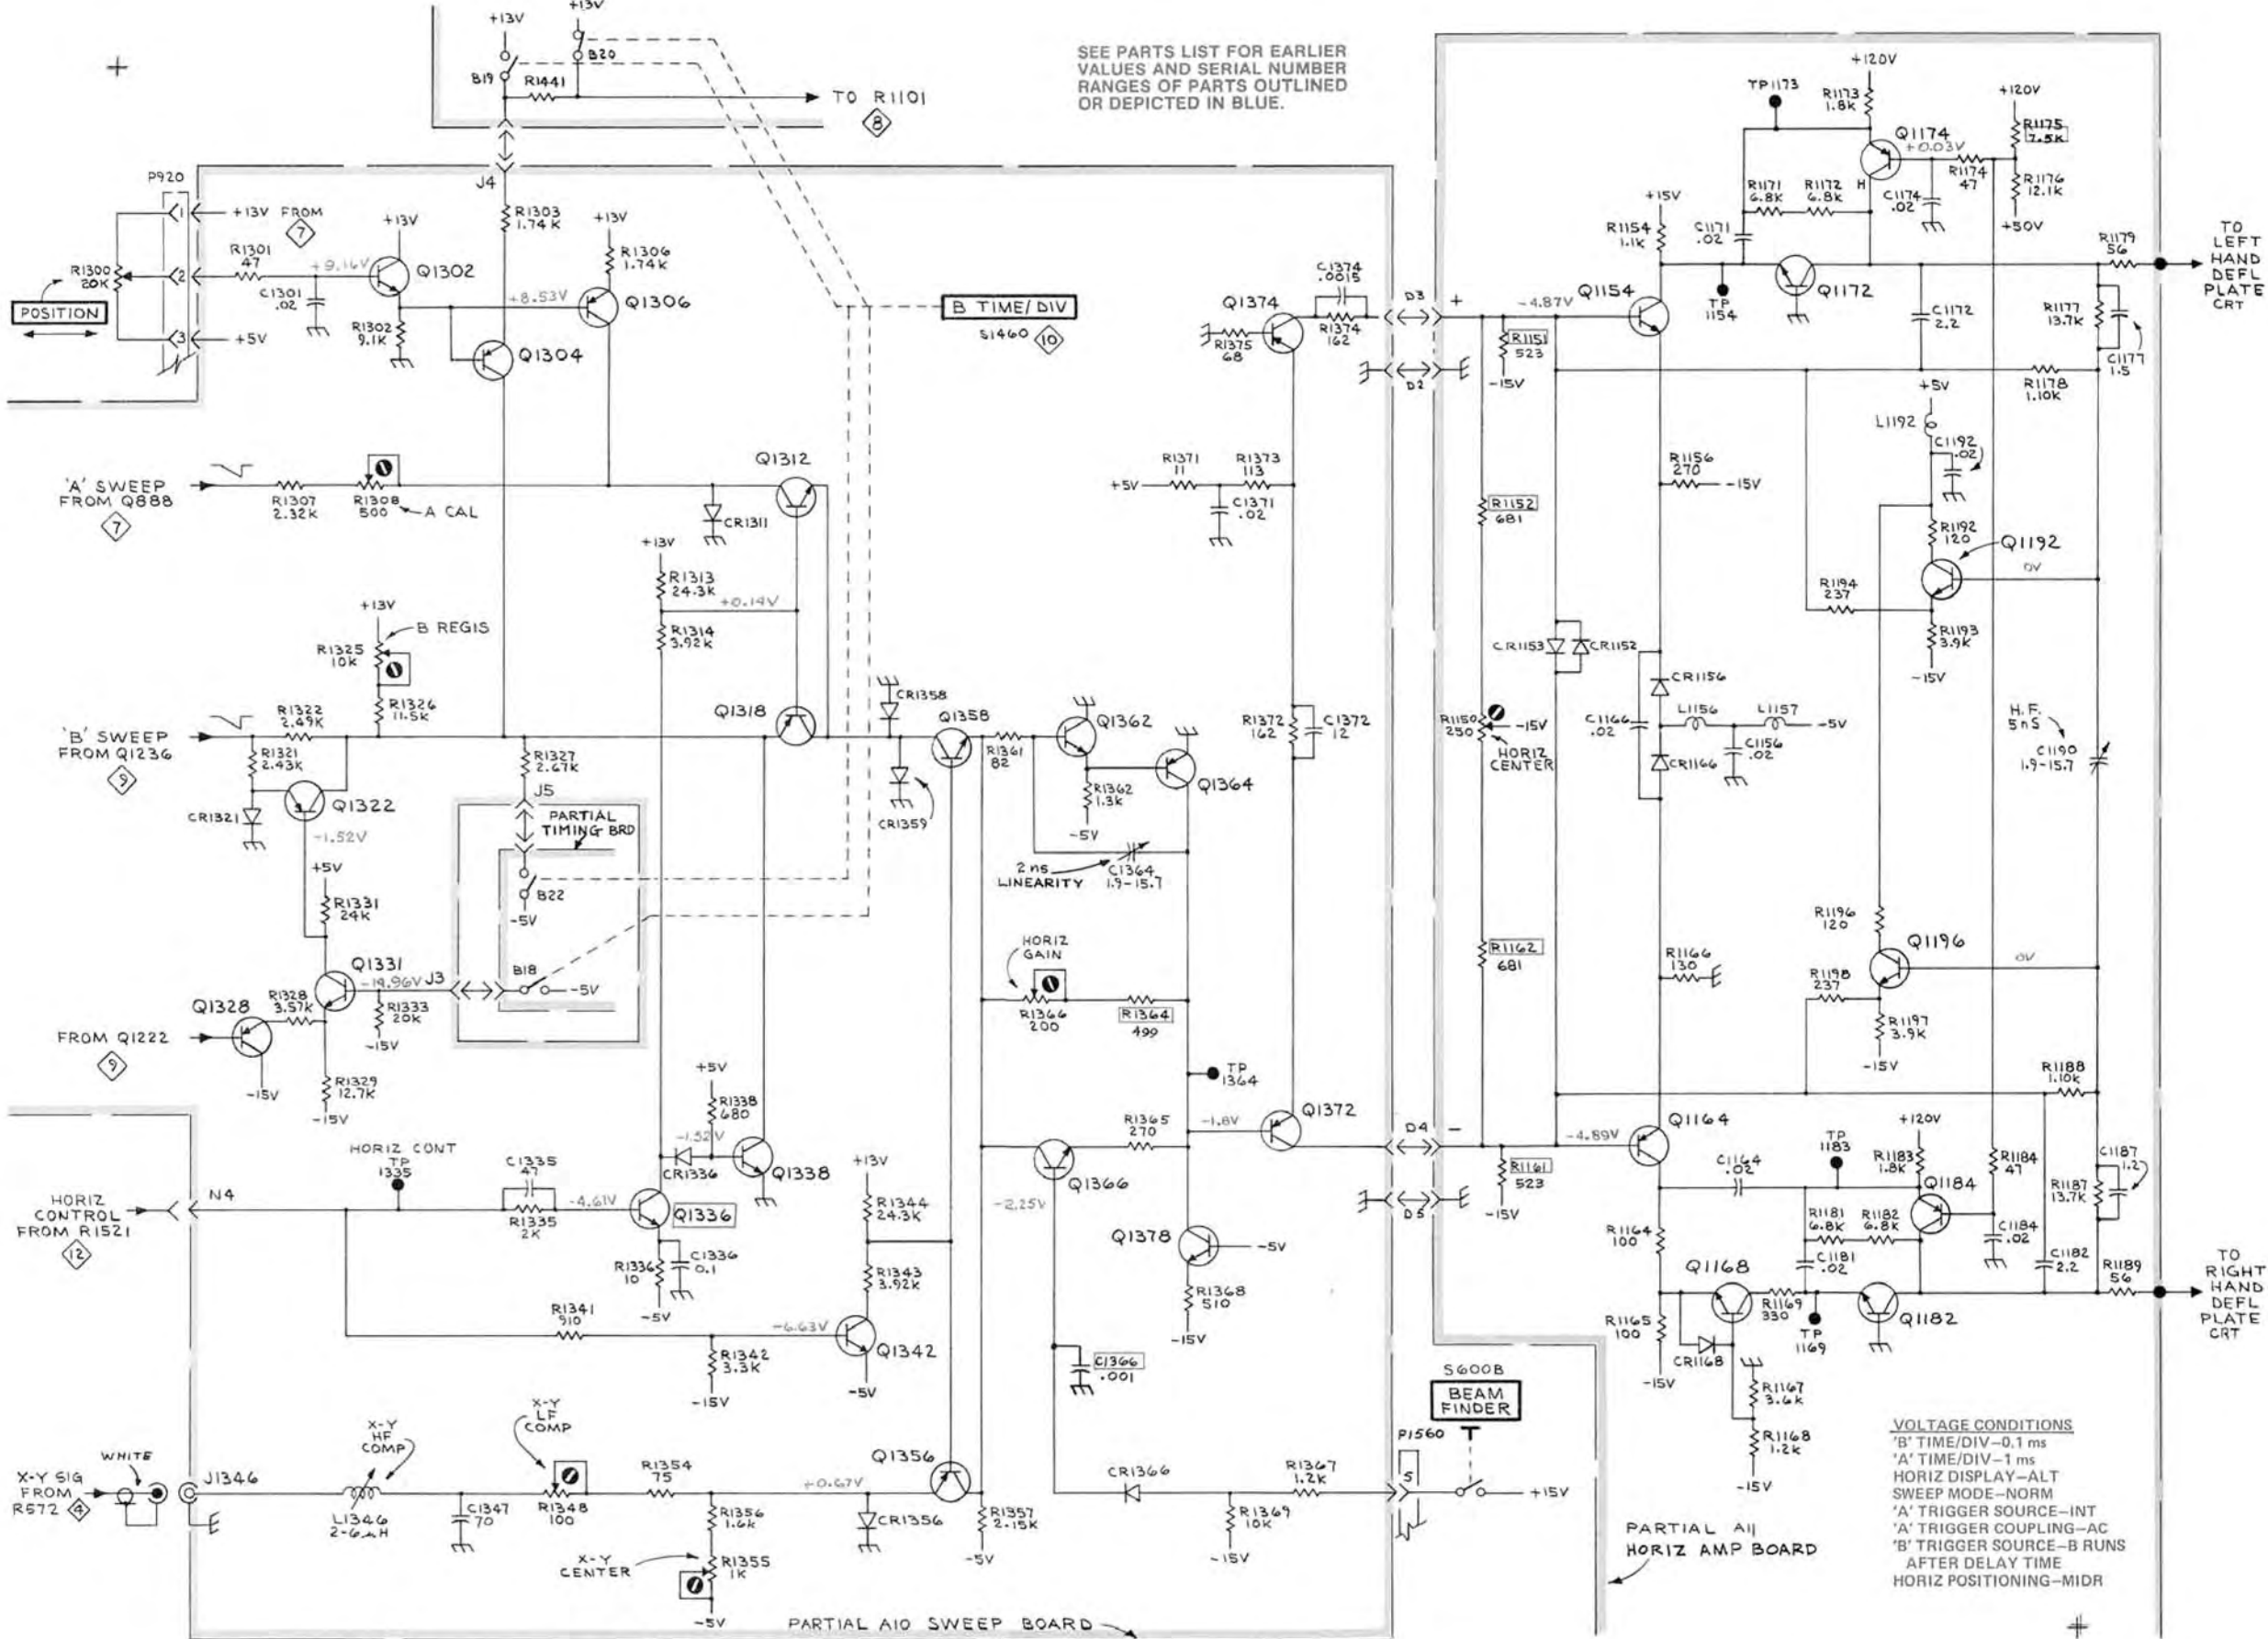 +13V
+13V
B19
B20
R1441
TO R1101
8
SEE PARTS LIST FOR EARLIER
VALUES AND SERIAL NUMBER
RANGES OF PARTS OUTLINED
OR DEPICTED IN BLUE.
P920
1
+13V
FROM
7
R1300
20K
POSITION
2
R1301
47
+9.16V
C1301
.02
3
+5V
+13V
Q1302
R1302
9.1K
J4
R1303
1.74K
+13V
R1306
1.74K
+8.53V
Q1306
Q1304
B TIME/DIV
S1460
10
'A' SWEEP
FROM Q888
7
R1307
2.32K
R1308
500
A CAL
Q1312
CR1311
+13V
R1313
24.3K
+0.14V
R1314
3.92K
+13V
B REGIS
R1325
10K
R1326
11.5K
'B' SWEEP
FROM Q1236
9
R1322
2.49K
R1321
2.43K
CR1321
Q1322
-1.52V
Q1318
R1327
2.67K
J5
PARTIAL
TIMING BRD
B22
-5V
B18
-5V
+5V
R1331
24K
Q1331
-14.96V
J3
R1333
20K
-15V
Q1328
R1328
3.57K
FROM Q1222
9
-15V
R1329
12.7K
-15V
CR1358
CR1359
Q1358
R1361
82
Q1362
R1362
1.3K
-5V
Q1364
2 ns
LINEARITY
C1364
1.9-15.7
HORIZ
GAIN
R1366
200
R1364
499
TP
1364
R1365
270
-1.8V
Q1372
Q1366
-2.25V
Q1378
-5V
R1368
510
-15V
C1366
.001
Q1374
C1374
.0015
R1374
162
R1375
68
R1371
11
R1373
113
+5V
C1371
.02
R1372
162
C1372
12
D3
+
D2
D4
-
D5
HORIZ
CONTROL
FROM R1521
12
N4
HORIZ CONT
TP
1335
C1335
47
R1335
2K
-4.61V
Q1336
R1336
10
C1336
0.1
-5V
+5V
R1338
680
-1.52V
CR1336
Q1338
+13V
R1344
24.3K
R1343
3.92K
R1341
910
-6.63V
Q1342
R1342
3.3K
-15V
-5V
X-Y SIG
FROM
R572
4
WHITE
J1346
X-Y
HF
COMP
L1346
2-6µH
C1347
70
X-Y
LF
COMP
R1348
100
R1354
75
+0.67V
R1356
1.6K
X-Y
CENTER
R1355
1K
-5V
CR1356
Q1356
R1357
2.15K
-5V
CR1366
R1367
1.2K
R1369
10K
-15V
P1560
5
S600B
BEAM
FINDER
+15V
PARTIAL A10 SWEEP BOARD
PARTIAL A11
HORIZ AMP BOARD
-4.87V
R1151
523
-15V
R1152
681
R1150
250
-15V
HORIZ
CENTER
R1162
681
R1161
523
-15V
-4.89V
CR1153
CR1152
+15V
R1154
1.1K
Q1154
TP
1154
R1156
270
-15V
CR1156
C1166
.02
L1156
L1157
-5V
C1156
.02
CR1166
R1166
130
Q1164
R1164
100
R1165
100
-15V
C1164
.02
Q1168
R1169
330
CR1168
TP
1169
R1167
3.6K
R1168
1.2K
-15V
TP1173
+120V
R1173
1.8K
Q1174
+0.03V
H
R1171
6.8K
R1172
6.8K
C1171
.02
Q1172
C1174
.02
R1174
47
+120V
R1175
7.5K
R1176
12.1K
+50V
C1172
2.2
R1179
56
R1177
13.7K
C1177
1.5
R1178
1.10K
TO
LEFT
HAND
DEFL
PLATE
CRT
+5V
L1192
C1192
.02
R1192
120
Q1192
0V
R1194
237
R1193
3.9K
-15V
H.F.
5nS
C1190
1.9-15.7
R1196
120
Q1196
0V
R1198
237
R1197
3.9K
-15V
R1188
1.10K
TP
1183
+120V
R1183
1.8K
Q1184
R1184
47
R1181
6.8K
R1182
6.8K
C1181
.02
C1184
.02
Q1182
C1182
2.2
R1187
13.7K
C1187
1.2
R1189
56
TO
RIGHT
HAND
DEFL
PLATE
CRT
VOLTAGE CONDITIONS
'B' TIME/DIV-0.1 ms
'A' TIME/DIV-1 ms
HORIZ DISPLAY-ALT
SWEEP MODE-NORM
'A' TRIGGER SOURCE-INT
'A' TRIGGER COUPLING-AC
'B' TRIGGER SOURCE-B RUNS
AFTER DELAY TIME
HORIZ POSITIONING-MIDR